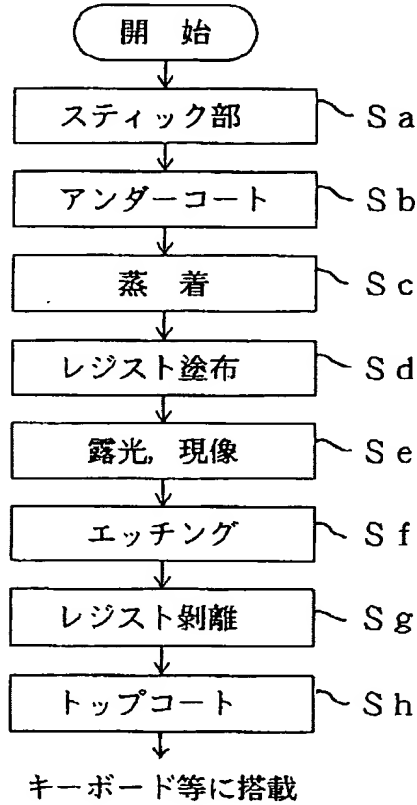 開 始
スティック部 Sa
アンダーコート Sb
蒸 着 Sc
レジスト塗布 Sd
露光, 現像 Se
エッチング Sf
レジスト剝離 Sg
トップコート Sh
キーボード等に搭載